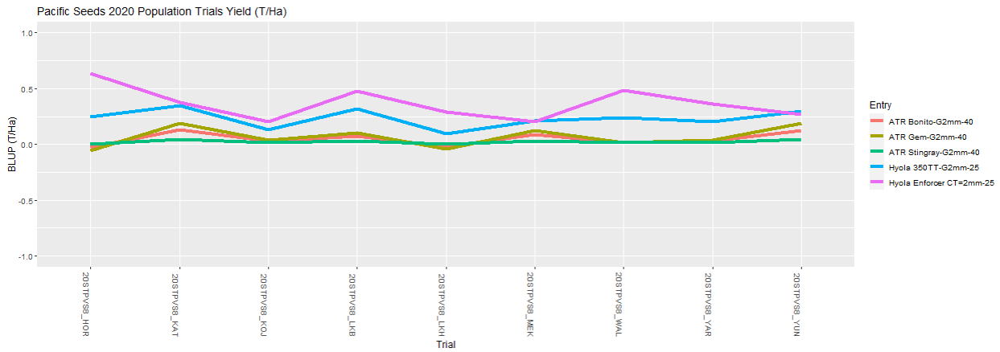 Pacific Seeds 2020 Population Trials Yield (T/Ha)
1.0
0.5
0.0
-0.5
-1.0
BLUP (T/Ha)
20STPVS8_HOR
20STPVS8_KAT
20STPVS8_KOJ
20STPVS8_LKB
20STPVS8_LKH
20STPVS8_MEK
20STPVS8_WAL
20STPVS8_YAR
20STPVS8_YUN
Trial
Entry
ATR Bonito-G2mm-40
ATR Gem-G2mm-40
ATR Stingray-G2mm-40
Hyola 350TT-G2mm-25
Hyola Enforcer CT=2mm-25